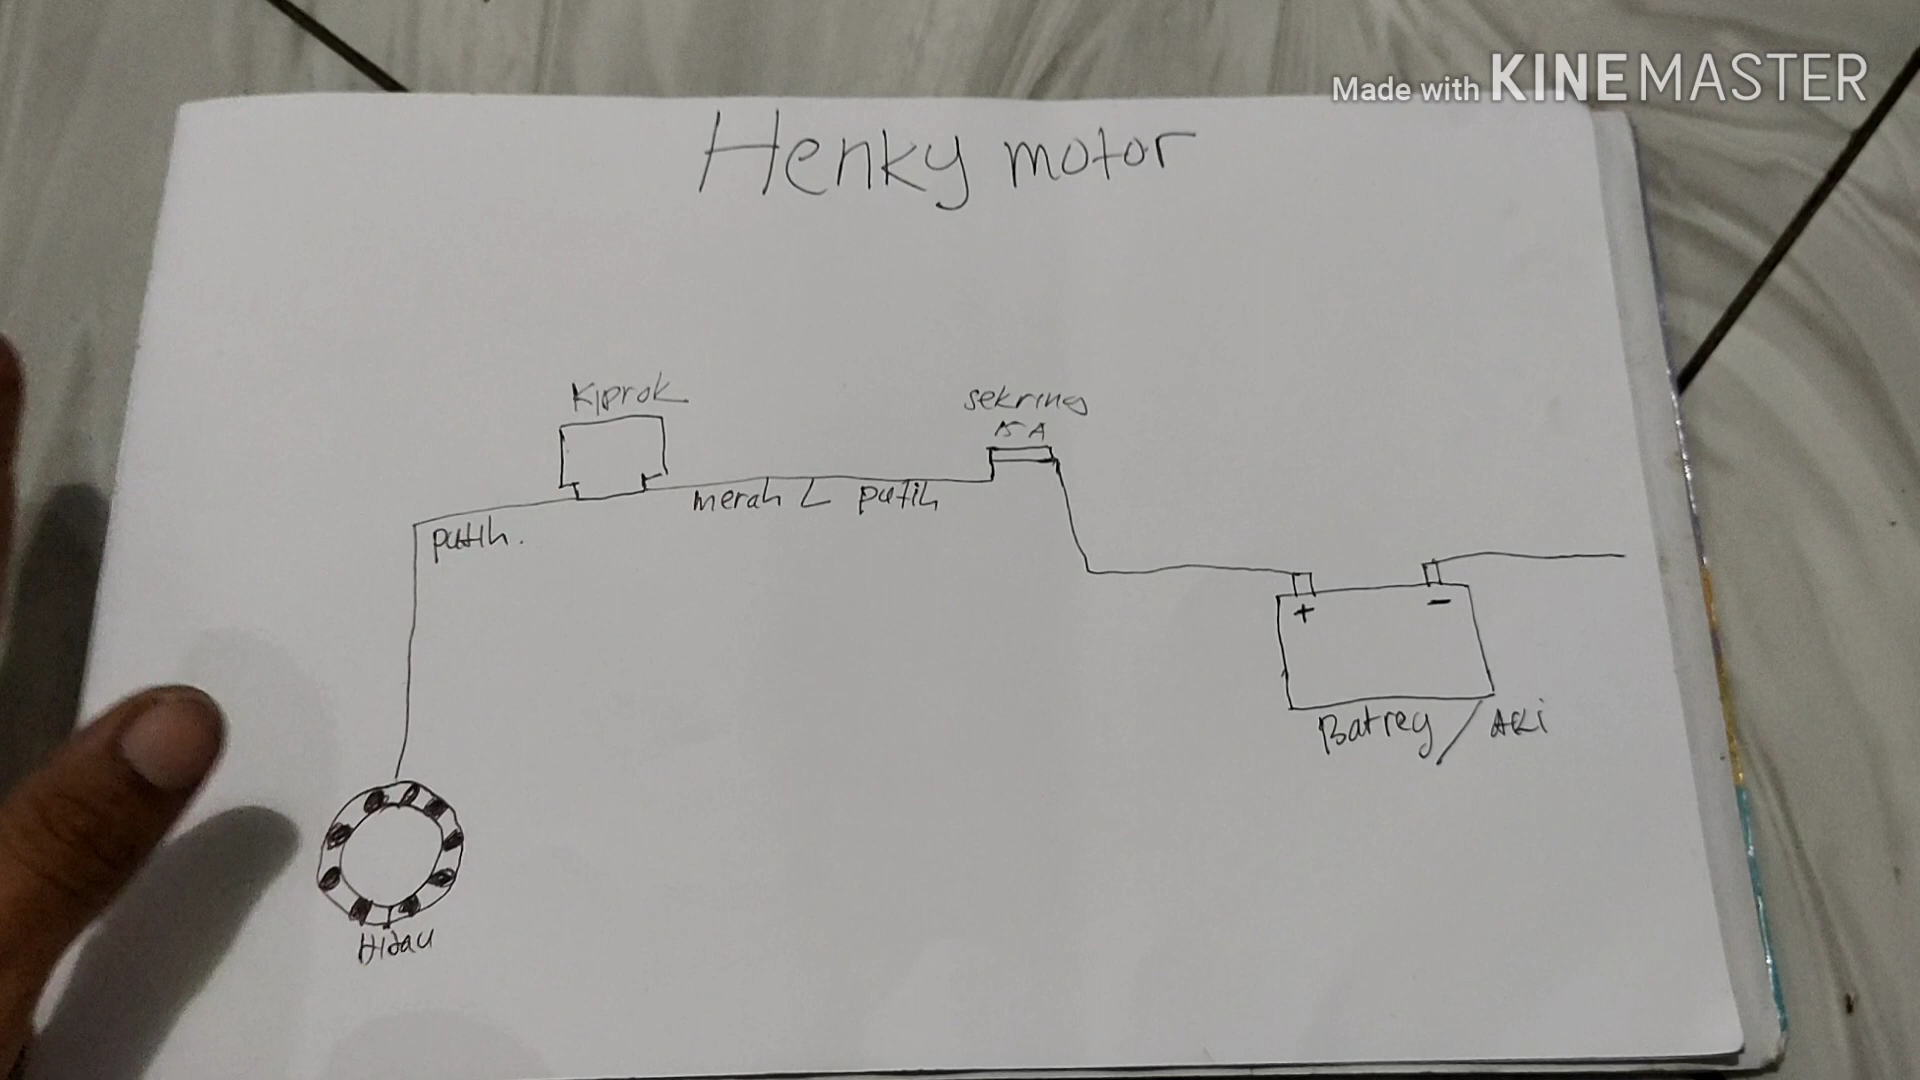 Made with KINEMASTER
Henky motor
Kiprok
sekring
15 A
merah L putih
putih.
+ -
Batrey / AKi
Hidau